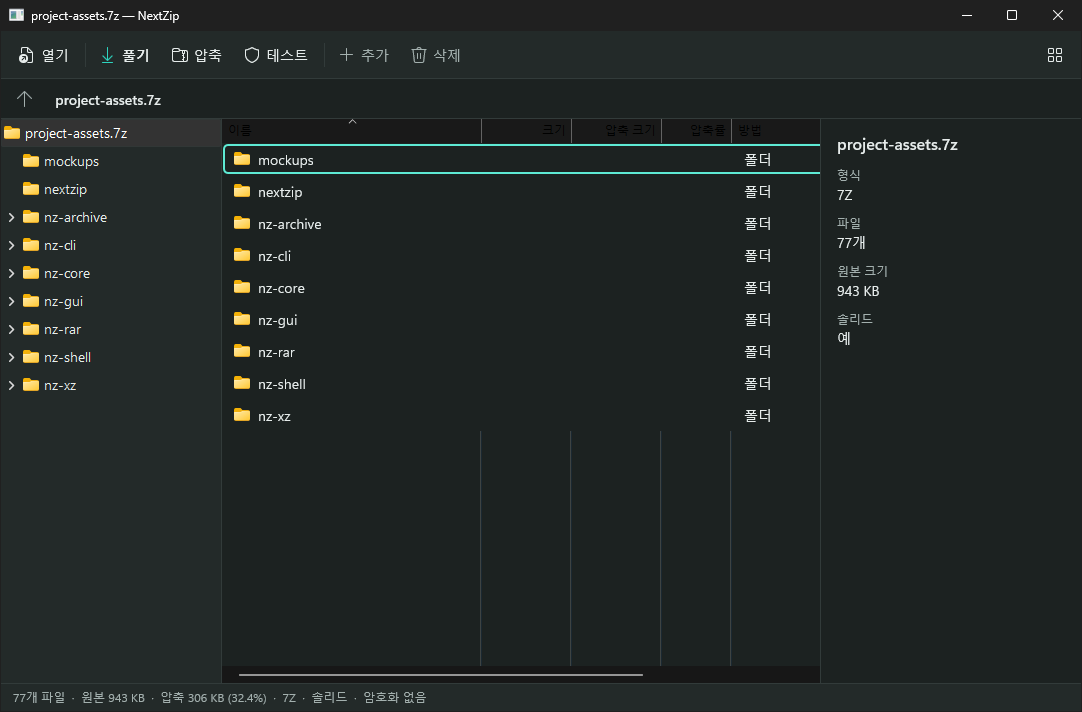 project-assets.7z — NextZip
열기 풀기 압축 테스트 추가 삭제
project-assets.7z
project-assets.7z
mockups
nextzip
nz-archive
nz-cli
nz-core
nz-gui
nz-rar
nz-shell
nz-xz
이름 크기 압축 크기 압축률 방법
mockups 폴더
nextzip 폴더
nz-archive 폴더
nz-cli 폴더
nz-core 폴더
nz-gui 폴더
nz-rar 폴더
nz-shell 폴더
nz-xz 폴더
project-assets.7z
형식
7Z
파일
77개
원본 크기
943 KB
솔리드
예
77개 파일 · 원본 943 KB · 압축 306 KB (32.4%) · 7Z · 솔리드 · 암호화 없음